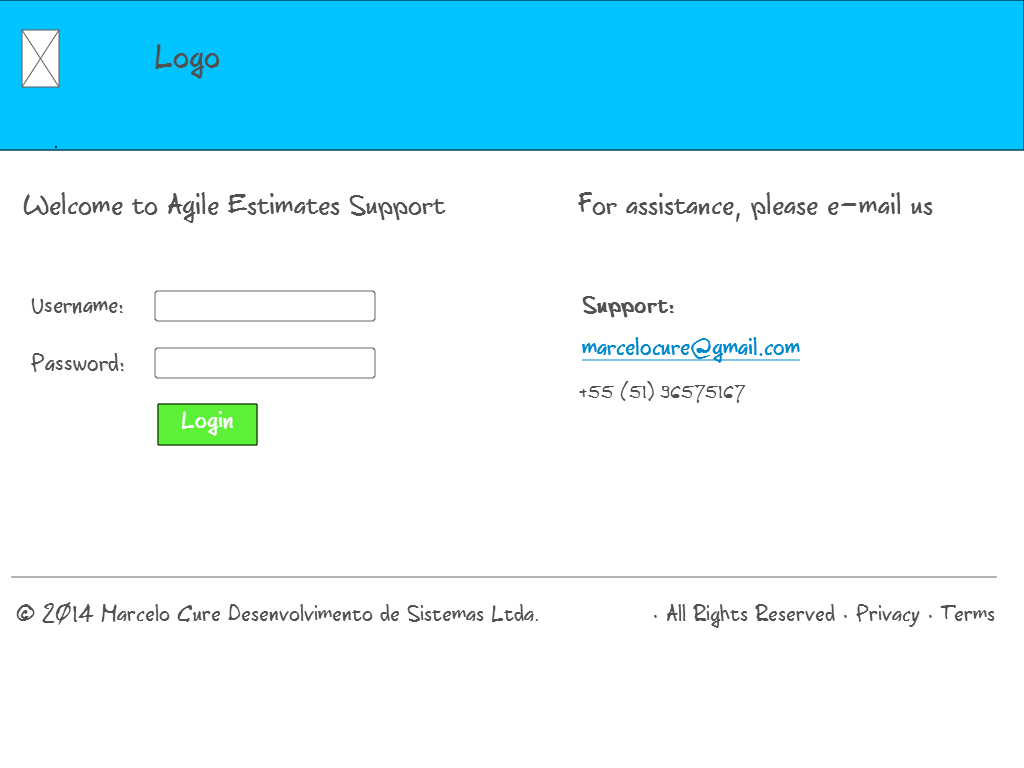 Logo
Welcome to Agile Estimates Support
For assistance, please e-mail us
Username:
Password:
Login
Support:
marcelocure@gmail.com
+55 (51) 96575167
© 2014 Marcelo Cure Desenvolvimento de Sistemas Ltda.
· All Rights Reserved · Privacy · Terms